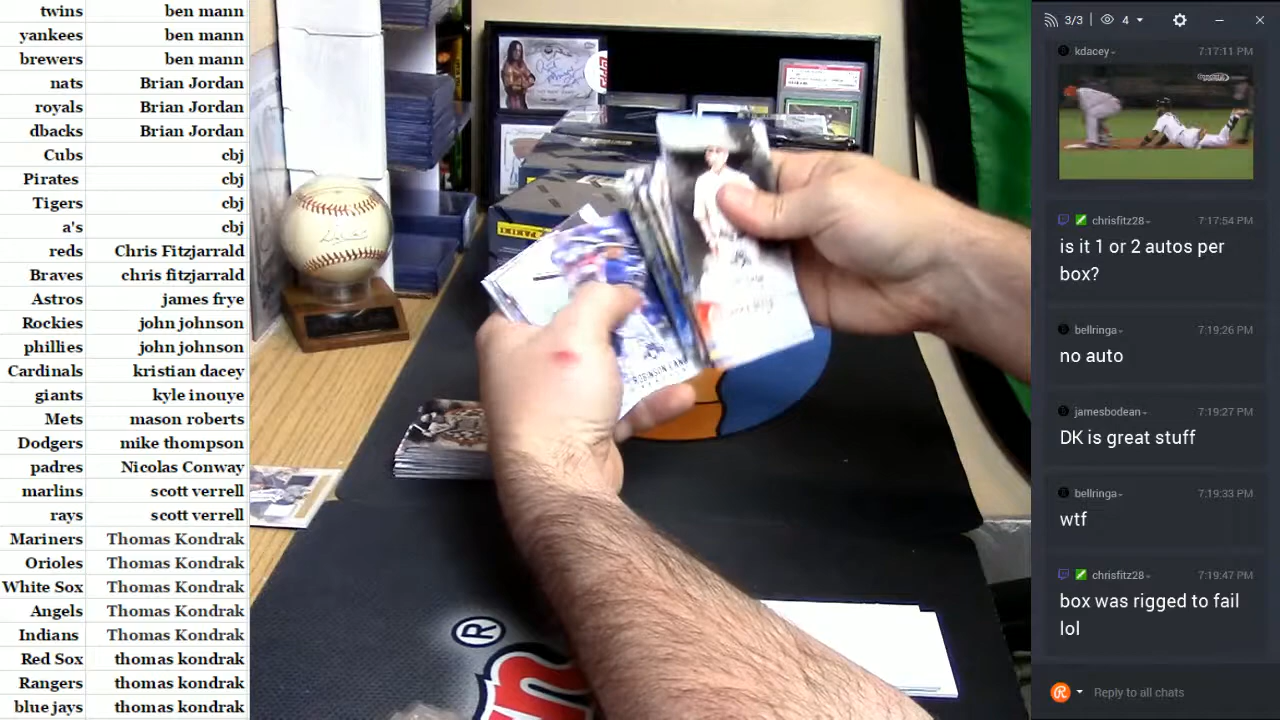 twins ben mann
yankees ben mann
brewers ben mann
nats Brian Jordan
royals Brian Jordan
dbacks Brian Jordan
Cubs cbj
Pirates cbj
Tigers cbj
a's cbj
reds Chris Fitzjarrald
Braves chris fitzjarrald
Astros james frye
Rockies john johnson
phillies john johnson
Cardinals kristian dacey
giants kyle inouye
Mets mason roberts
Dodgers mike thompson
padres Nicolas Conway
marlins scott verrell
rays scott verrell
Mariners Thomas Kondrak
Orioles Thomas Kondrak
White Sox Thomas Kondrak
Angels Thomas Kondrak
Indians Thomas Kondrak
Red Sox thomas kondrak
Rangers thomas kondrak
blue jays thomas kondrak
ROBINSON
®
3/3 4
kdacey 7:17:11 PM
chrisfitz28 7:17:54 PM
is it 1 or 2 autos per
box?
bellringa 7:19:26 PM
no auto
jamesbodean 7:19:27 PM
DK is great stuff
bellringa 7:19:33 PM
wtf
chrisfitz28 7:19:47 PM
box was rigged to fail
lol
Reply to all chats